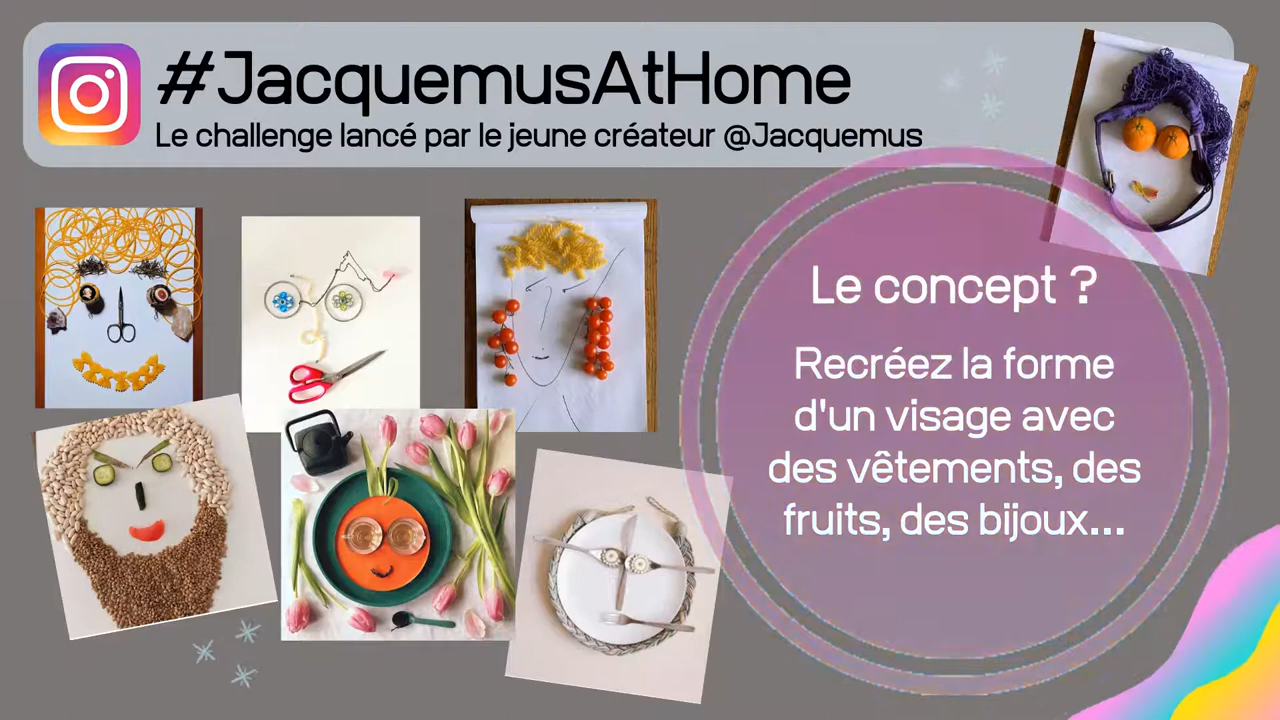 #JacquemusAtHome
Le challenge lancé par le jeune créateur @Jacquemus
Le concept ?
Recréez la forme
d'un visage avec
des vêtements, des
fruits, des bijoux...